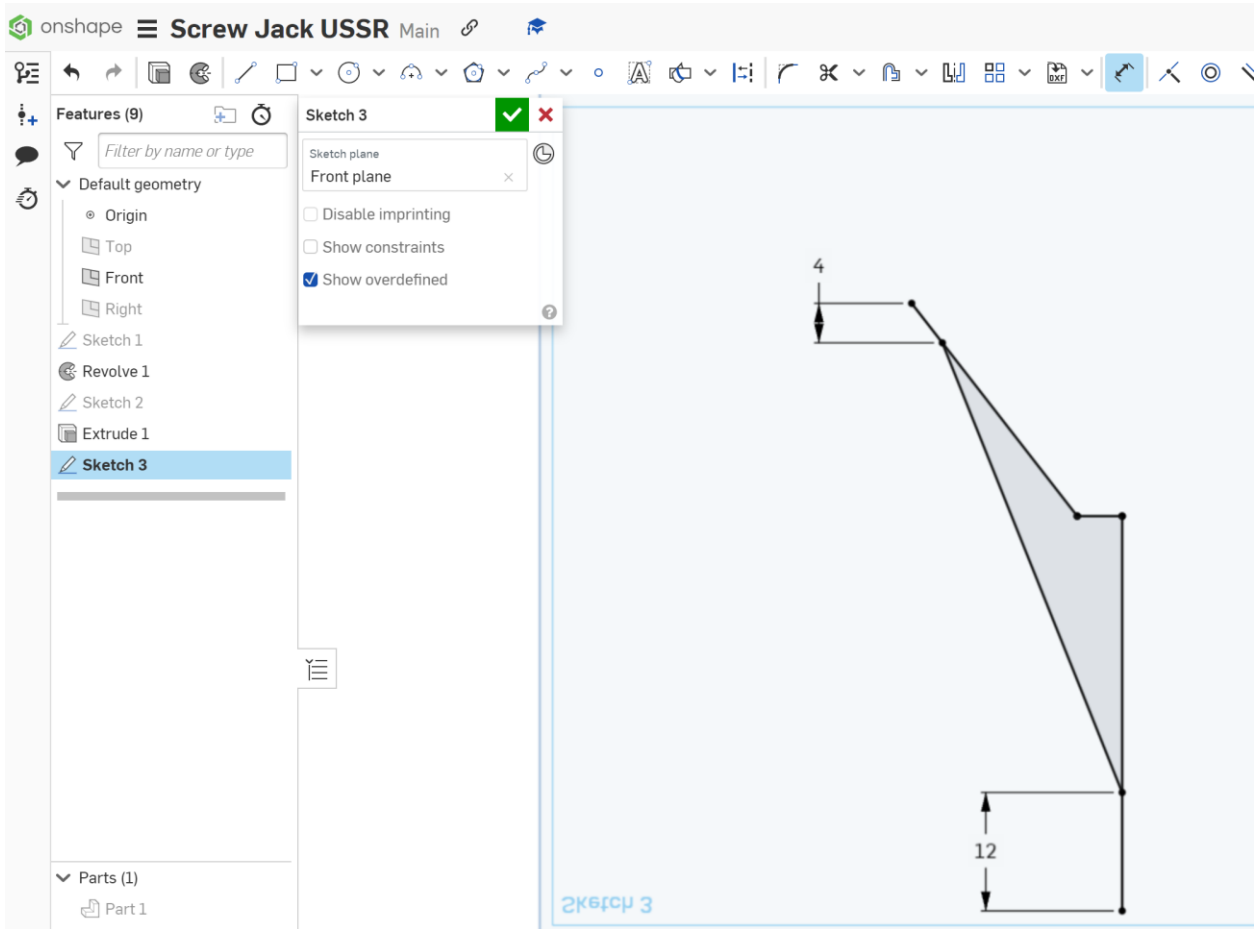 onshape Screw Jack USSR Main
DXF
Features (9)
Filter by name or type
Default geometry
Origin
Top
Front
Right
Sketch 1
Revolve 1
Sketch 2
Extrude 1
Sketch 3
Parts (1)
Part 1
Sketch 3
Sketch plane
Front plane
Disable imprinting
Show constraints
Show overdefined
4
12
Sketch 3